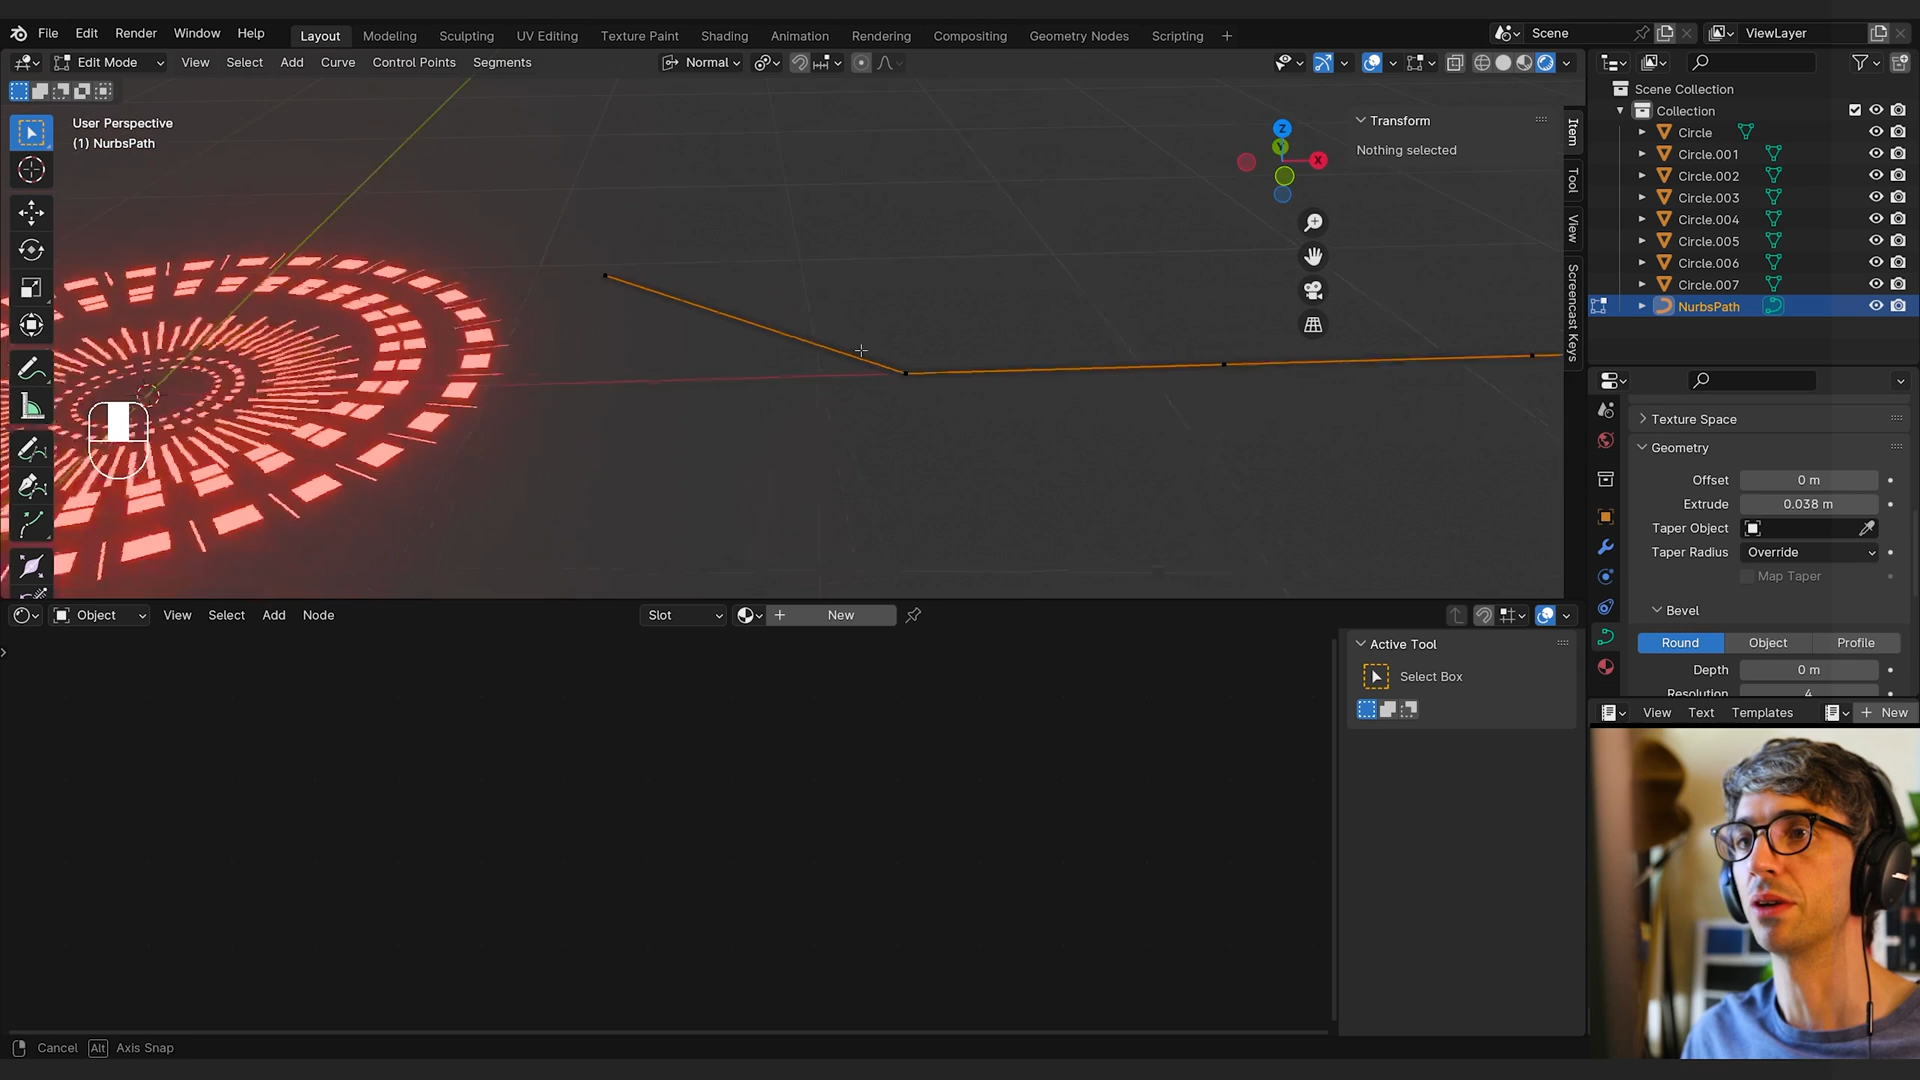 File Edit Render Window Help Layout Modeling Sculpting UV Editing Texture Paint Shading Animation Rendering Compositing Geometry Nodes Scripting + Scene ViewLayer
Edit Mode View Select Add Curve Control Points Segments Normal
User Perspective
(1) NurbsPath
Z
Y
X
Transform
Nothing selected
Item
Tool
View
Screencast Keys
Scene Collection
Collection
Circle
Circle.001
Circle.002
Circle.003
Circle.004
Circle.005
Circle.006
Circle.007
NurbsPath
Texture Space
Geometry
Offset 0 m
Extrude 0.038 m
Taper Object
Taper Radius Override
Map Taper
Bevel
Round Object Profile
Depth 0 m
Resolution 4
Object View Select Add Node Slot + New
Active Tool
Select Box
View Text Templates + New
Cancel Alt Axis Snap